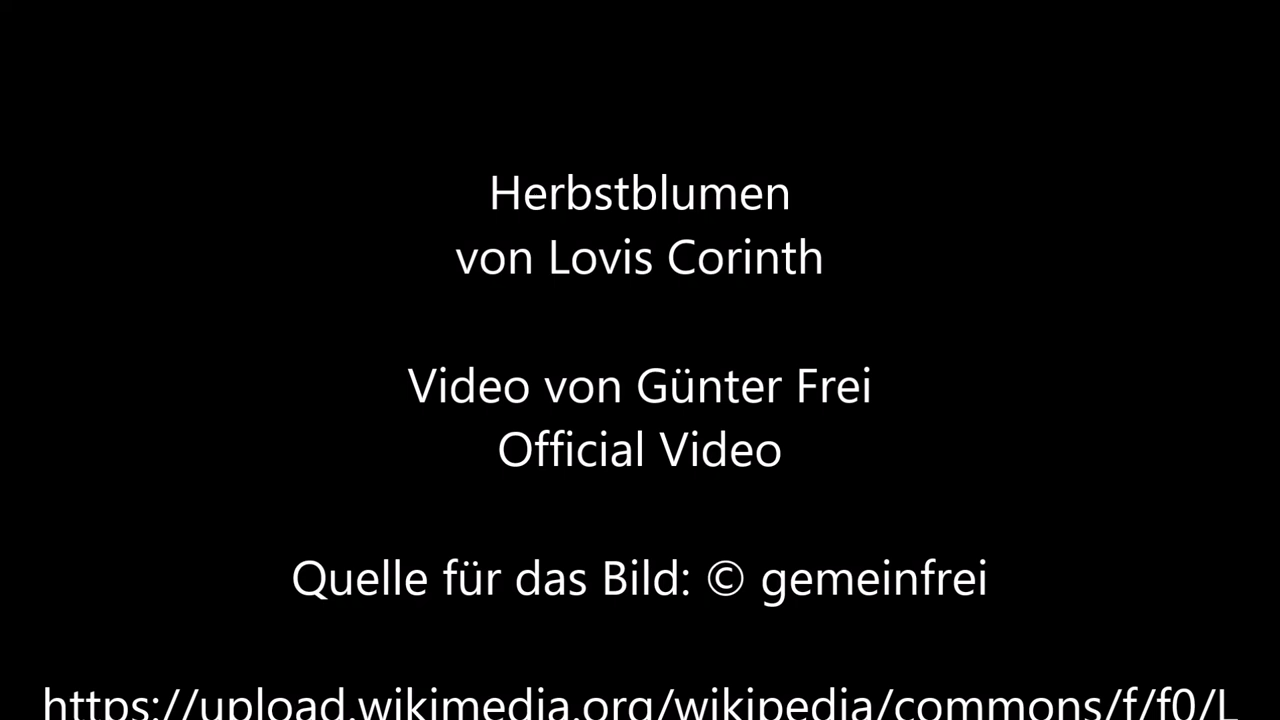 Herbstblumen
von Lovis Corinth
Video von Günter Frei
Official Video
Quelle für das Bild: © gemeinfrei
https://upload.wikimedia.org/wikipedia/commons/f/f0/L